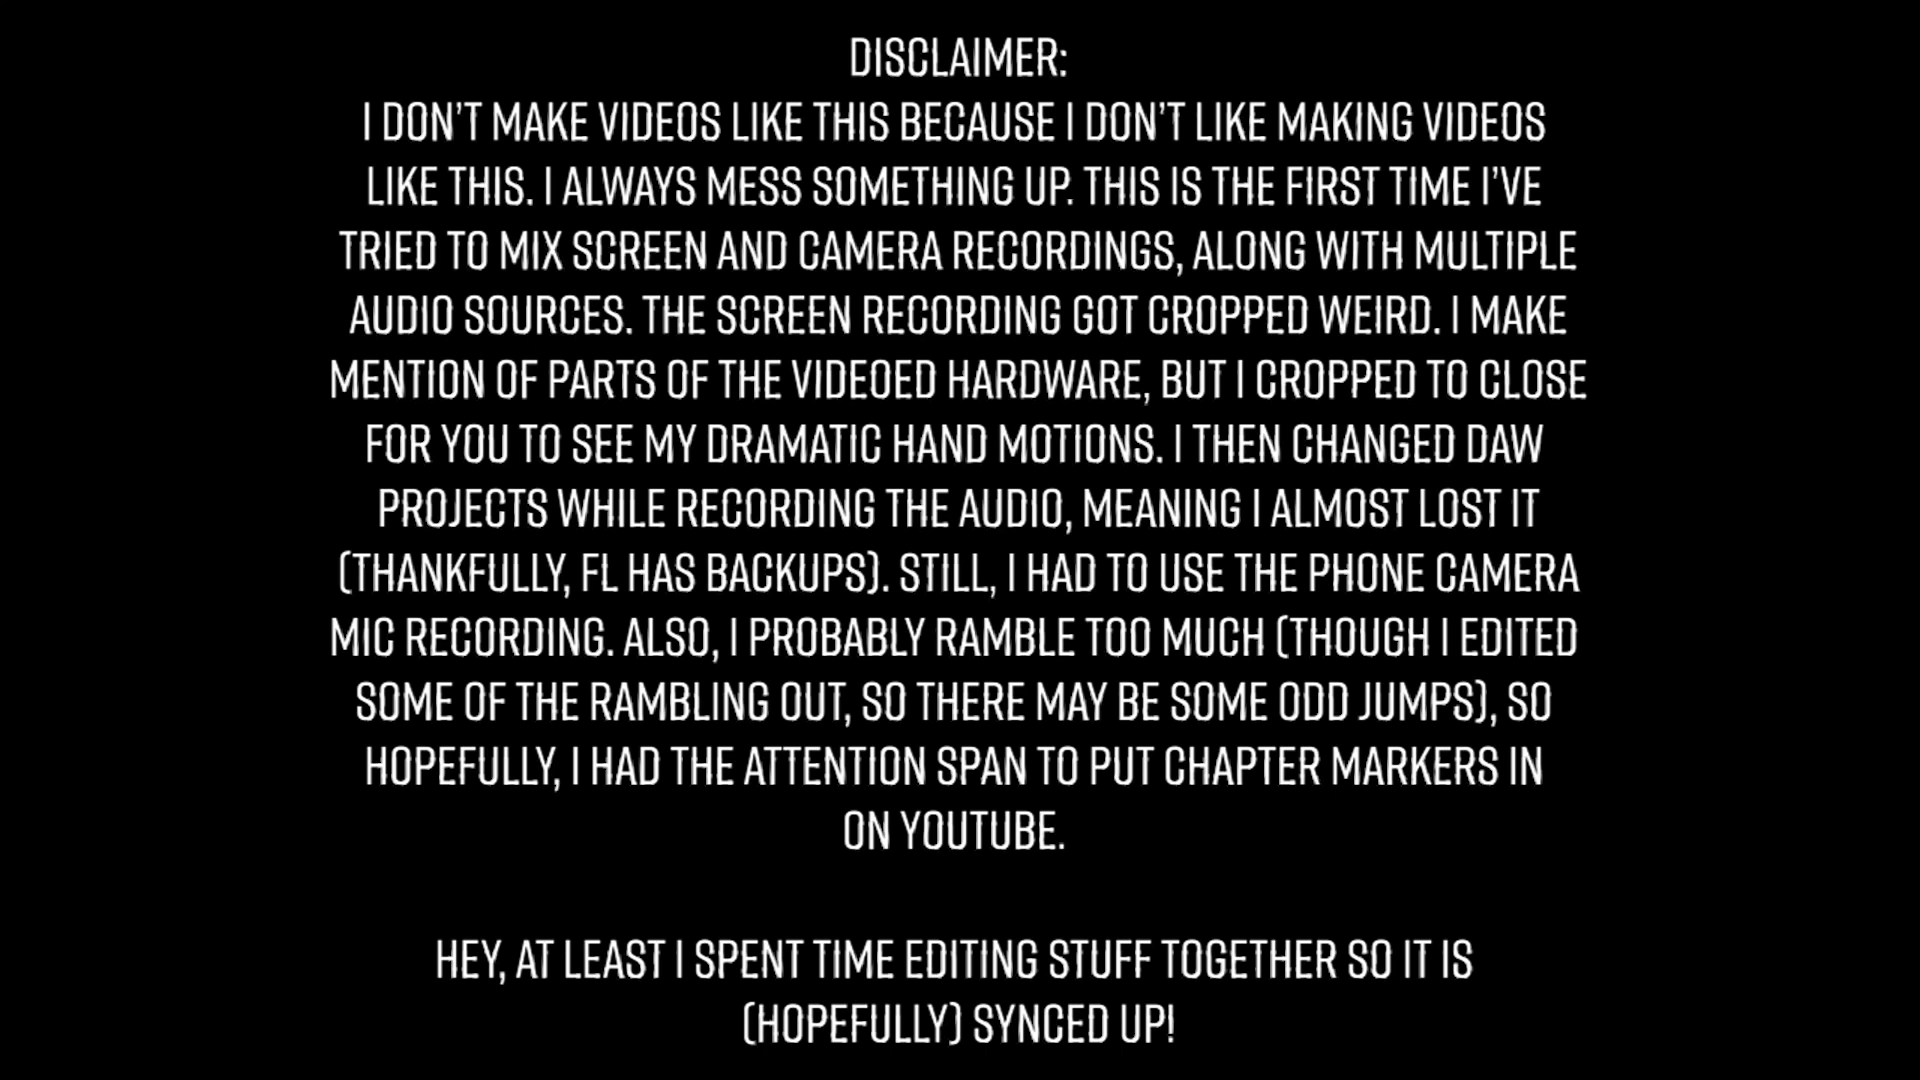 DISCLAIMER:
I DON'T MAKE VIDEOS LIKE THIS BECAUSE I DON'T LIKE MAKING VIDEOS
LIKE THIS. I ALWAYS MESS SOMETHING UP. THIS IS THE FIRST TIME I'VE
TRIED TO MIX SCREEN AND CAMERA RECORDINGS, ALONG WITH MULTIPLE
AUDIO SOURCES. THE SCREEN RECORDING GOT CROPPED WEIRD. I MAKE
MENTION OF PARTS OF THE VIDEOED HARDWARE, BUT I CROPPED TO CLOSE
FOR YOU TO SEE MY DRAMATIC HAND MOTIONS. I THEN CHANGED DAW
PROJECTS WHILE RECORDING THE AUDIO, MEANING I ALMOST LOST IT
(THANKFULLY, FL HAS BACKUPS). STILL, I HAD TO USE THE PHONE CAMERA
MIC RECORDING. ALSO, I PROBABLY RAMBLE TOO MUCH (THOUGH I EDITED
SOME OF THE RAMBLING OUT, SO THERE MAY BE SOME ODD JUMPS), SO
HOPEFULLY, I HAD THE ATTENTION SPAN TO PUT CHAPTER MARKERS IN
ON YOUTUBE.
HEY, AT LEAST I SPENT TIME EDITING STUFF TOGETHER SO IT IS
(HOPEFULLY) SYNCED UP!